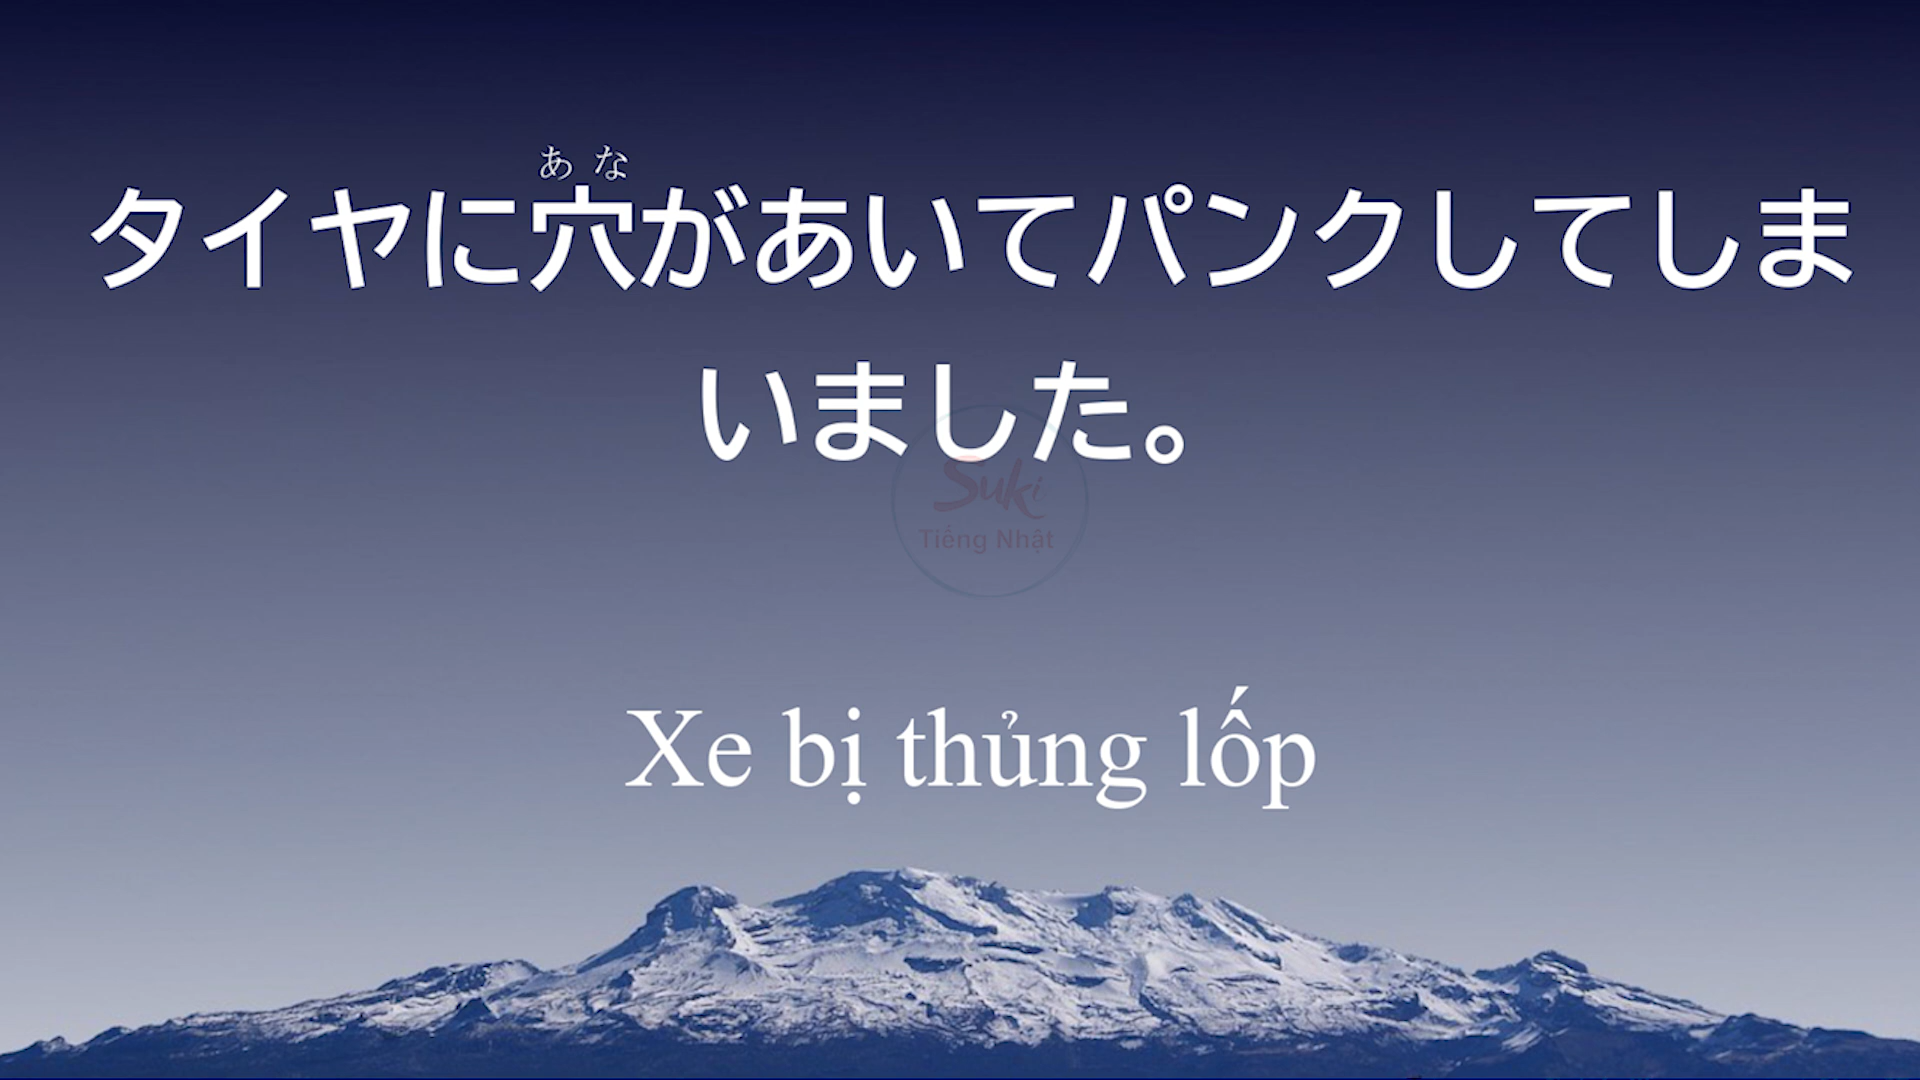 あな
タイヤに穴があいてパンクしてしま
いました。
Suki
Tiếng Nhật
Xe bị thủng lốp